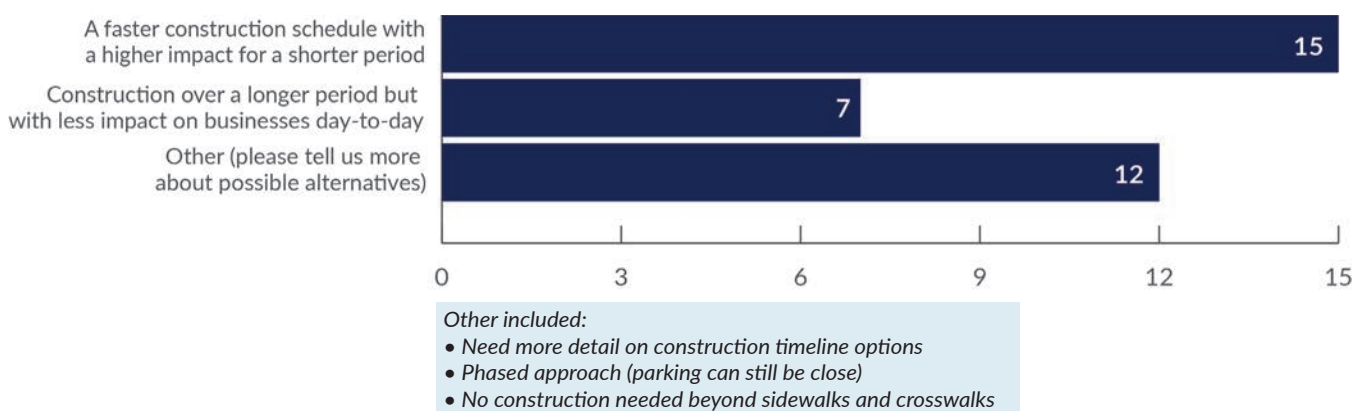 A faster construction schedule with
a higher impact for a shorter period
15
Construction over a longer period but
with less impact on businesses day-to-day
7
Other (please tell us more
about possible alternatives)
12
0 3 6 9 12 15
Other included:
• Need more detail on construction timeline options
• Phased approach (parking can still be close)
• No construction needed beyond sidewalks and crosswalks